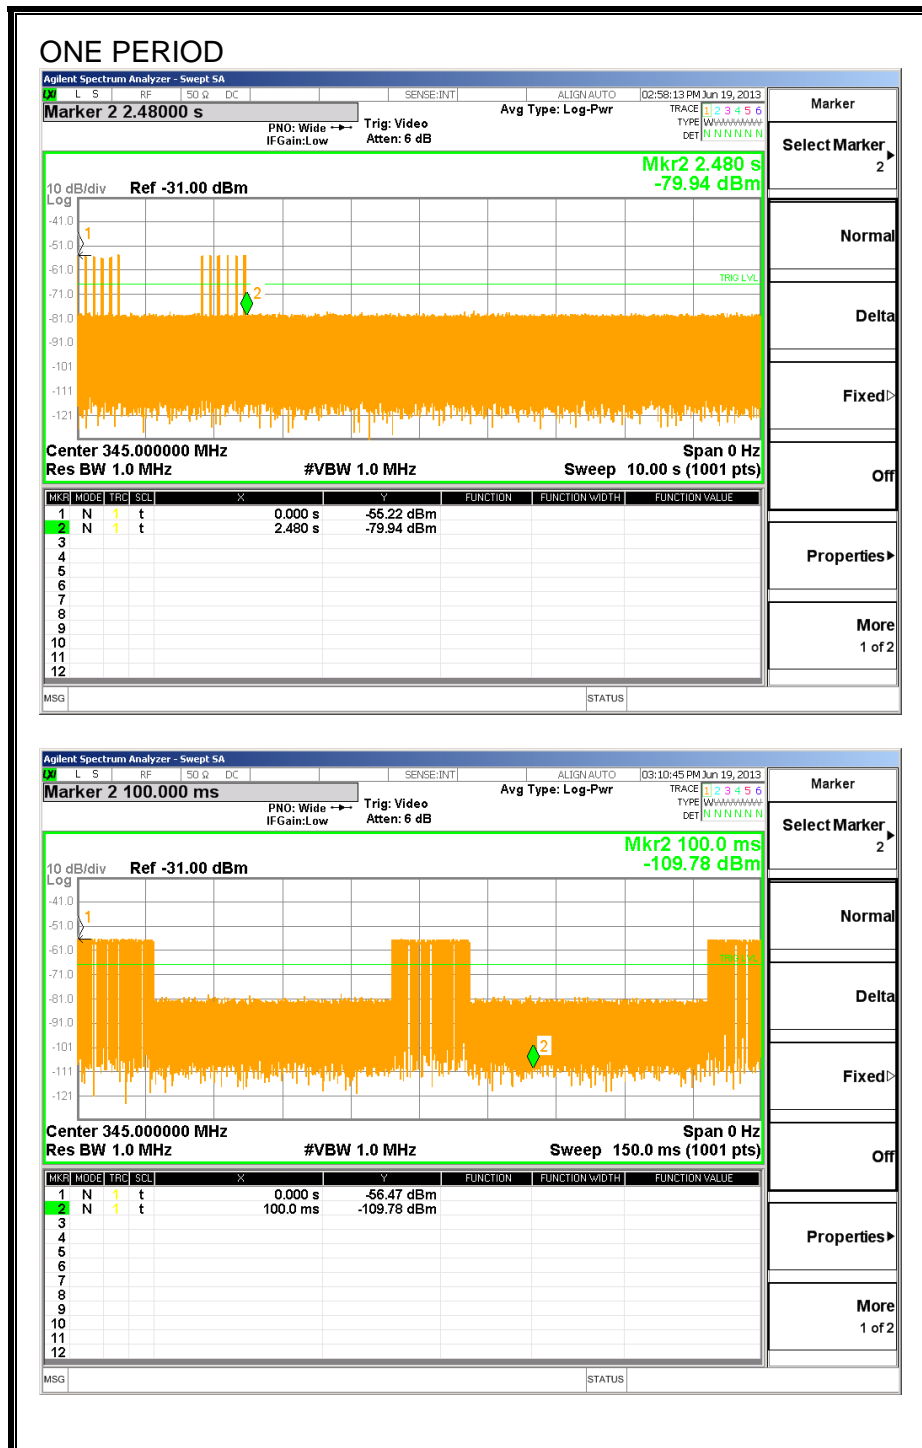 ONE PERIOD
Agilent Spectrum Analyzer - Swept SA
LXI L S RF 50 Ω DC SENSE:INT ALIGN AUTO 02:58:13 PM Jun 19, 2013
Marker 2 2.48000 s
PNO: Wide Trig: Video Avg Type: Log-Pwr TRACE 1 2 3 4 5 6
IFGain:Low Atten: 6 dB TYPE W
DET N N N N N N
Mkr2 2.480 s
-79.94 dBm
10 dB/div Ref -31.00 dBm
Log
-41.0
1
-51.0
-61.0
TRIG LVL
-71.0
2
-81.0
-91.0
-101
-111
-121
Center 345.000000 MHz Span 0 Hz
Res BW 1.0 MHz #VBW 1.0 MHz Sweep 10.00 s (1001 pts)
MKR MODE TRC SCL X Y FUNCTION FUNCTION WIDTH FUNCTION VALUE
1 N 1 t 0.000 s -55.22 dBm
2 N 1 t 2.480 s -79.94 dBm
3
4
5
6
7
8
9
10
11
12
MSG STATUS
Marker
Select Marker
2
Normal
Delta
Fixed
Off
Properties
More
1 of 2
Agilent Spectrum Analyzer - Swept SA
LXI L S RF 50 Ω DC SENSE:INT ALIGN AUTO 03:10:45 PM Jun 19, 2013
Marker 2 100.000 ms
PNO: Wide Trig: Video Avg Type: Log-Pwr TRACE 1 2 3 4 5 6
IFGain:Low Atten: 6 dB TYPE W
DET N N N N N N
Mkr2 100.0 ms
-109.78 dBm
10 dB/div Ref -31.00 dBm
Log
-41.0
1
-51.0
-61.0
TRIG LVL
-71.0
-81.0
-91.0
-101
2
-111
-121
Center 345.000000 MHz Span 0 Hz
Res BW 1.0 MHz #VBW 1.0 MHz Sweep 150.0 ms (1001 pts)
MKR MODE TRC SCL X Y FUNCTION FUNCTION WIDTH FUNCTION VALUE
1 N 1 t 0.000 s -56.47 dBm
2 N 1 t 100.0 ms -109.78 dBm
3
4
5
6
7
8
9
10
11
12
MSG STATUS
Marker
Select Marker
2
Normal
Delta
Fixed
Off
Properties
More
1 of 2